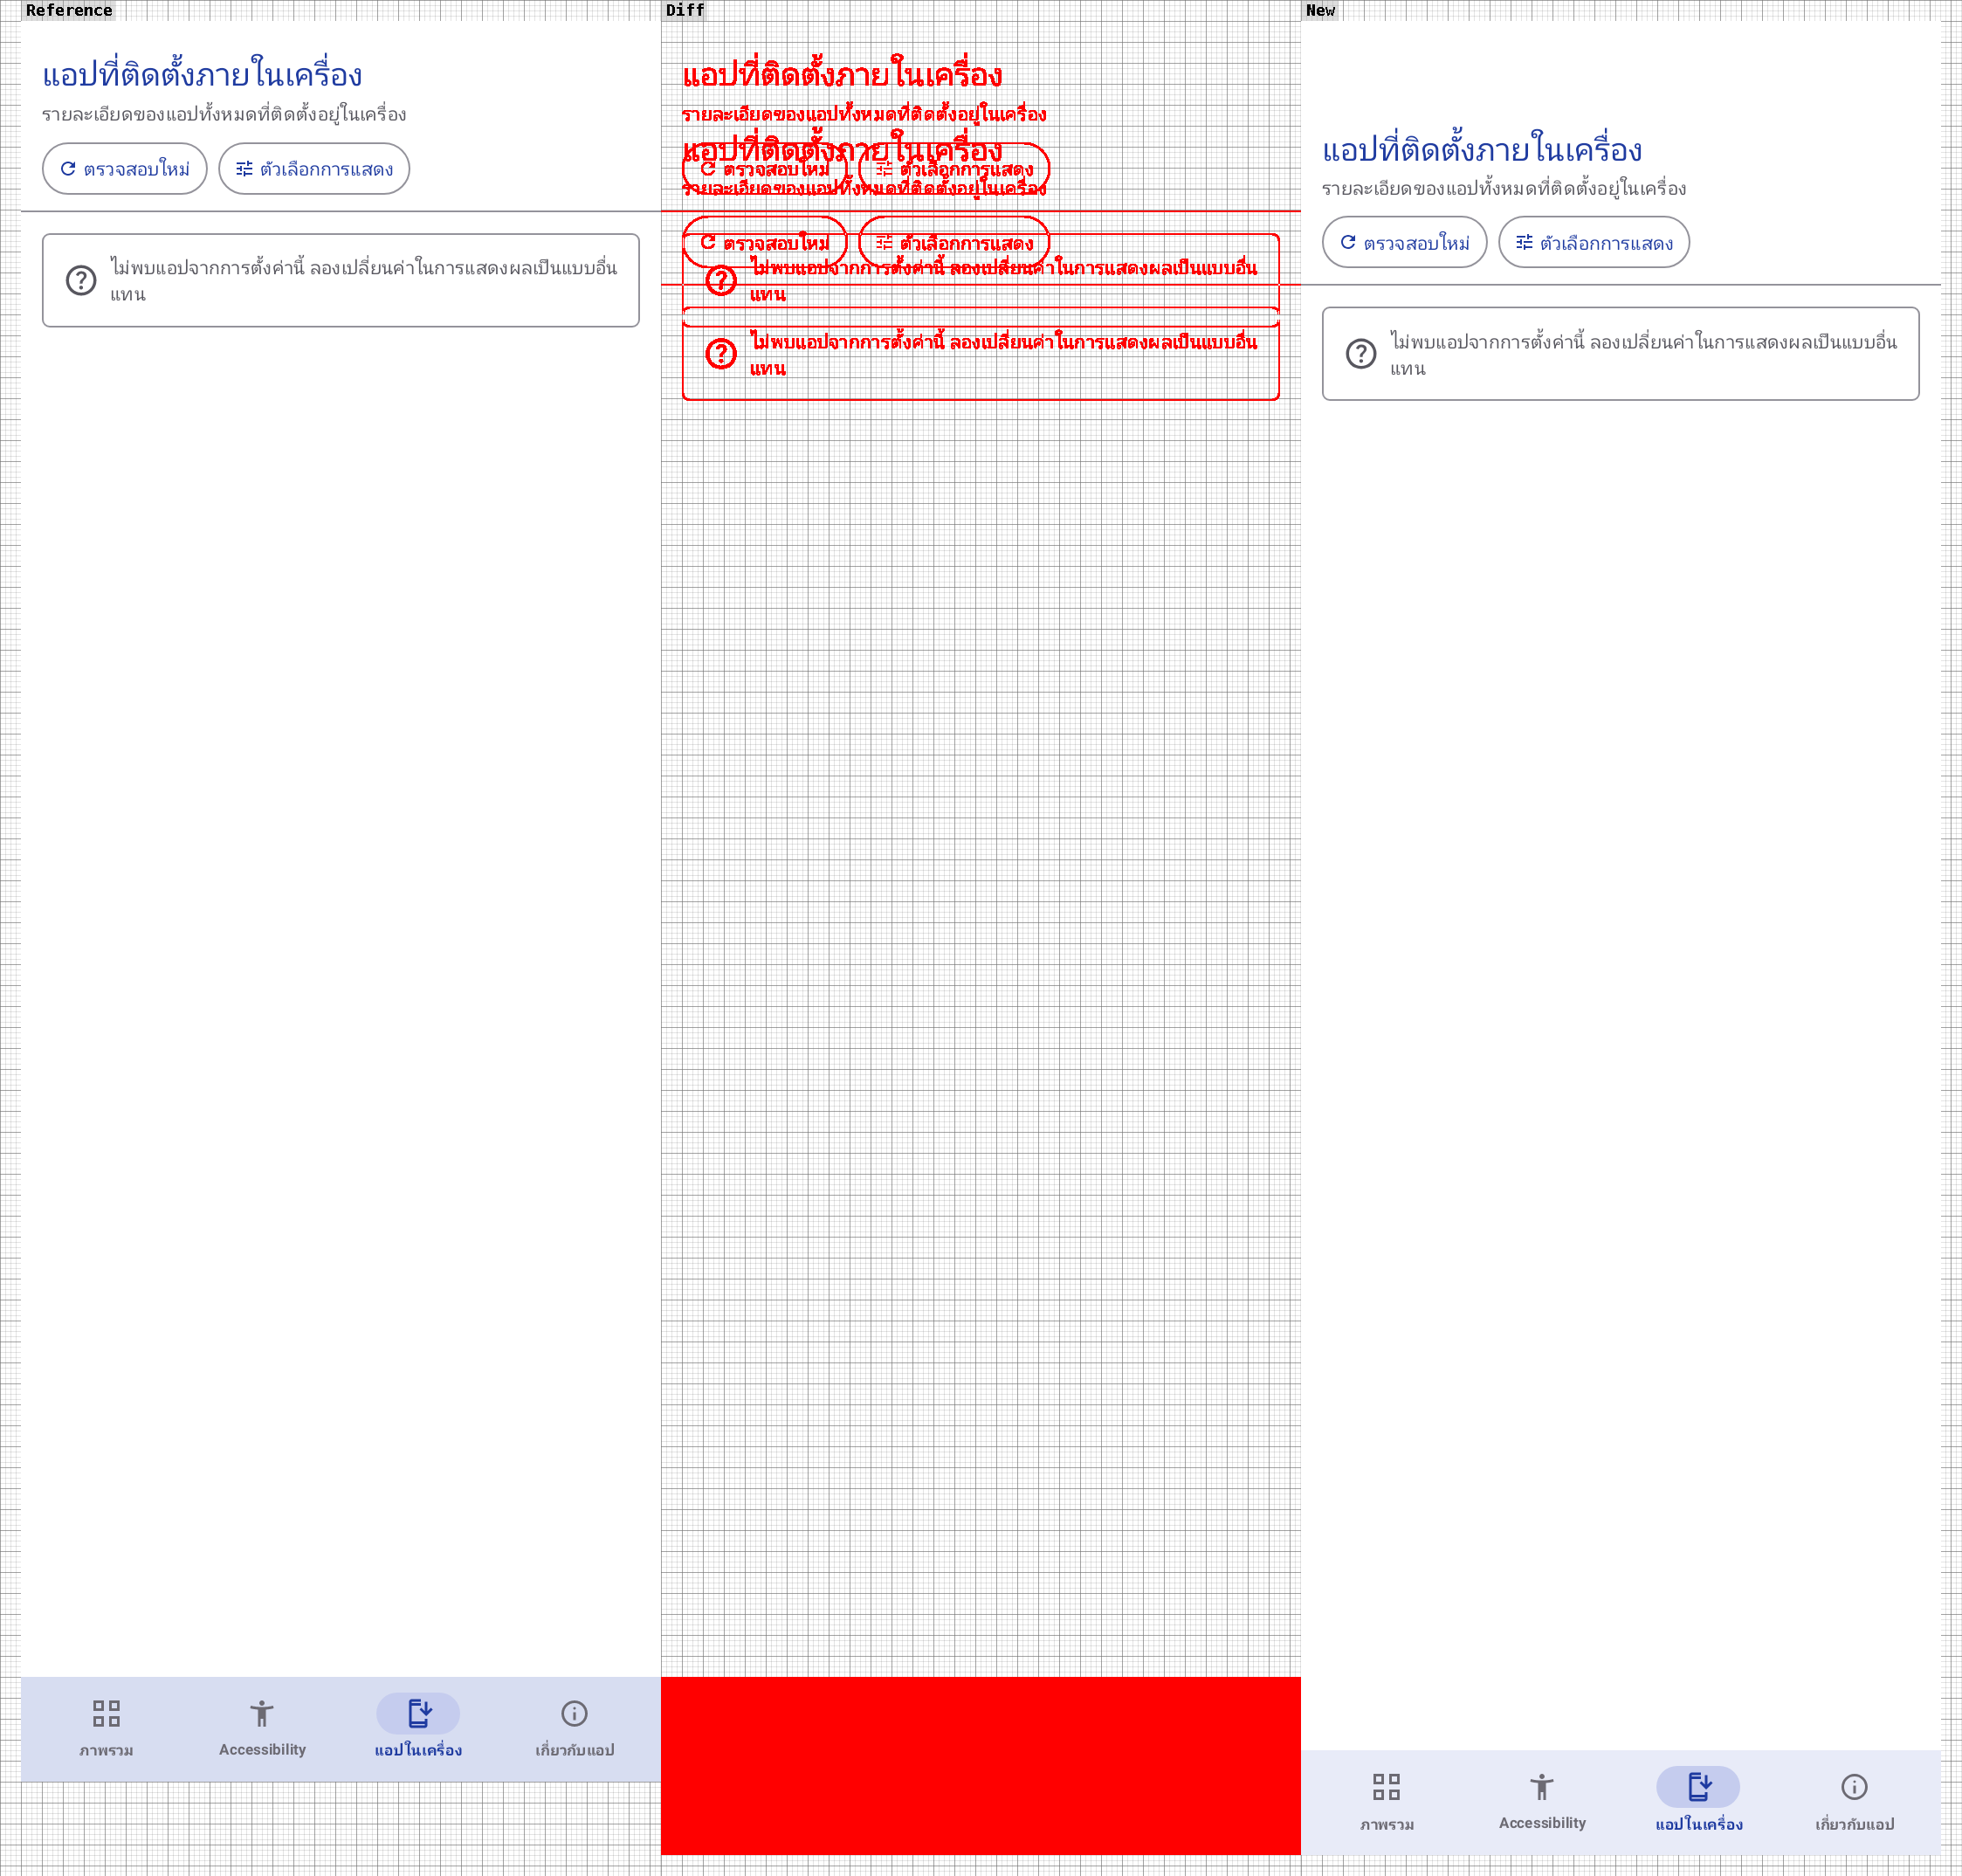 Reference
แอปที่ติดตั้งภายในเครื่อง
รายละเอียดของแอปทั้งหมดที่ติดตั้งอยู่ในเครื่อง
ตรวจสอบใหม่
ตัวเลือกการแสดง
ไม่พบแอปจากการตั้งค่านี้ ลองเปลี่ยนค่าในการแสดงผลเป็นแบบอื่น
แทน
ภาพรวม
Accessibility
แอปในเครื่อง
เกี่ยวกับแอป
Diff
แอปที่ติดตั้งภายในเครื่อง
รายละเอียดของแอปทั้งหมดที่ติดตั้งอยู่ในเครื่อง
แอปที่ติดตั้งภายในเครื่อง
ตรวจสอบใหม่
ตัวเลือกการแสดง
รายละเอียดของแอปทั้งหมดที่ติดตั้งอยู่ในเครื่อง
ตรวจสอบใหม่
ตัวเลือกการแสดง
ไม่พบแอปจากการตั้งค่านี้ ลองเปลี่ยนค่าในการแสดงผลเป็นแบบอื่น
แทน
ไม่พบแอปจากการตั้งค่านี้ ลองเปลี่ยนค่าในการแสดงผลเป็นแบบอื่น
แทน
New
แอปที่ติดตั้งภายในเครื่อง
รายละเอียดของแอปทั้งหมดที่ติดตั้งอยู่ในเครื่อง
ตรวจสอบใหม่
ตัวเลือกการแสดง
ไม่พบแอปจากการตั้งค่านี้ ลองเปลี่ยนค่าในการแสดงผลเป็นแบบอื่น
แทน
ภาพรวม
Accessibility
แอปในเครื่อง
เกี่ยวกับแอป